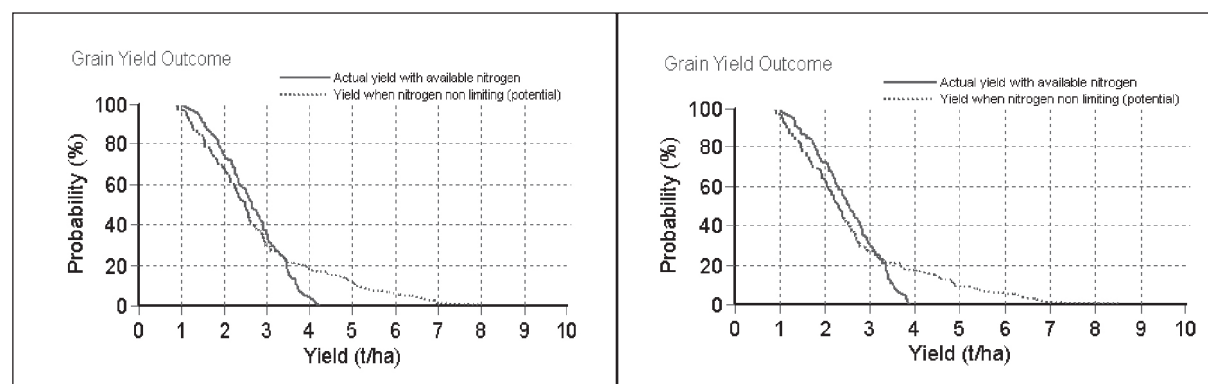 Grain Yield Outcome
Actual yield with available nitrogen
Yield when nitrogen non limiting (potential)
Probability (%)
100
80
60
40
20
0
0 1 2 3 4 5 6 7 8 9 10
Yield (t/ha)
Grain Yield Outcome
Actual yield with available nitrogen
Yield when nitrogen non limiting (potential)
Probability (%)
100
80
60
40
20
0
0 1 2 3 4 5 6 7 8 9 10
Yield (t/ha)